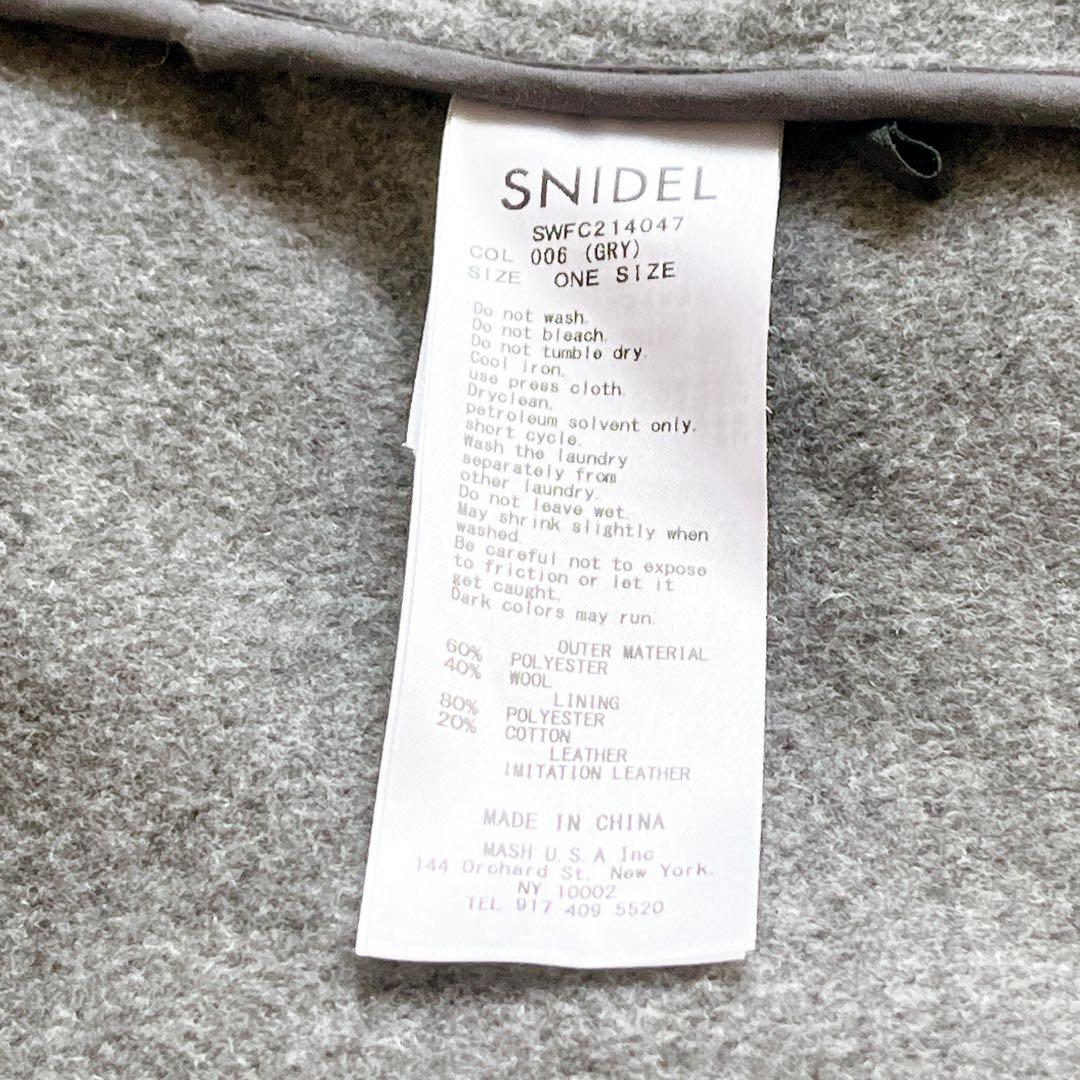 SNIDEL
SWFC214047
COL 006 (GRY)
SIZE ONE SIZE
Do not wash.
Do not bleach.
Do not tumble dry.
Cool iron.
use press cloth.
Dryclean,
petroleum solvent only.
short cycle.
Wash the laundry
separately from
other laundry.
Do not leave wet.
May shrink slightly when
washed.
Be careful not to expose
to friction or let it
get caught.
Dark colors may run.
OUTER MATERIAL
60% POLYESTER
40% WOOL
LINING
80% POLYESTER
20% COTTON
LEATHER
IMITATION LEATHER
MADE IN CHINA
MASH U.S.A Inc
144 Orchard St, New York.
NY 10002
TEL 917 409 5520